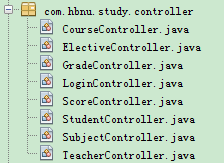 com.hbnu.study.controller
CourseController.java
ElectiveController.java
GradeController.java
LoginController.java
ScoreController.java
StudentController.java
SubjectController.java
TeacherController.java